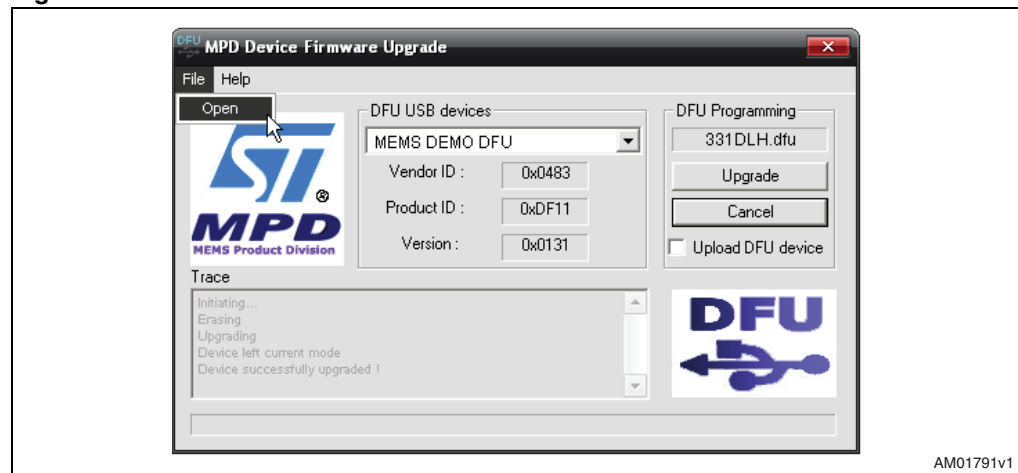 DFU MPD Device Firmware Upgrade
File Help
Open
DFU USB devices
MEMS DEMO DFU
Vendor ID : 0x0483
Product ID : 0xDF11
Version : 0x0131
DFU Programming
331DLH.dfu
Upgrade
Cancel
Upload DFU device
ST ®
MPD
MEMS Product Division
Trace
Initiating...
Erasing
Upgrading
Device left current mode
Device successfully upgraded !
DFU
AM01791v1